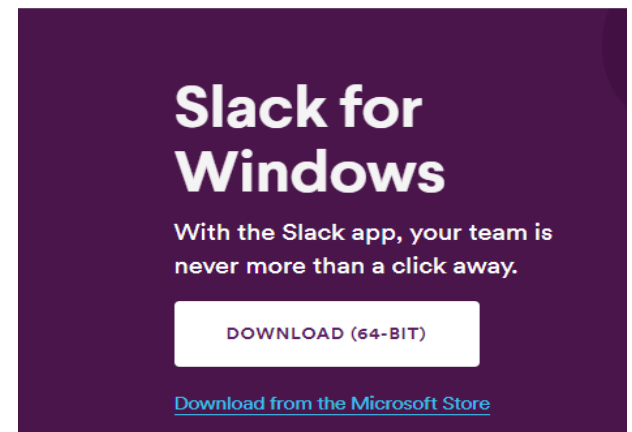 Slack for
Windows
With the Slack app, your team is
never more than a click away.
DOWNLOAD (64-BIT)
Download from the Microsoft Store